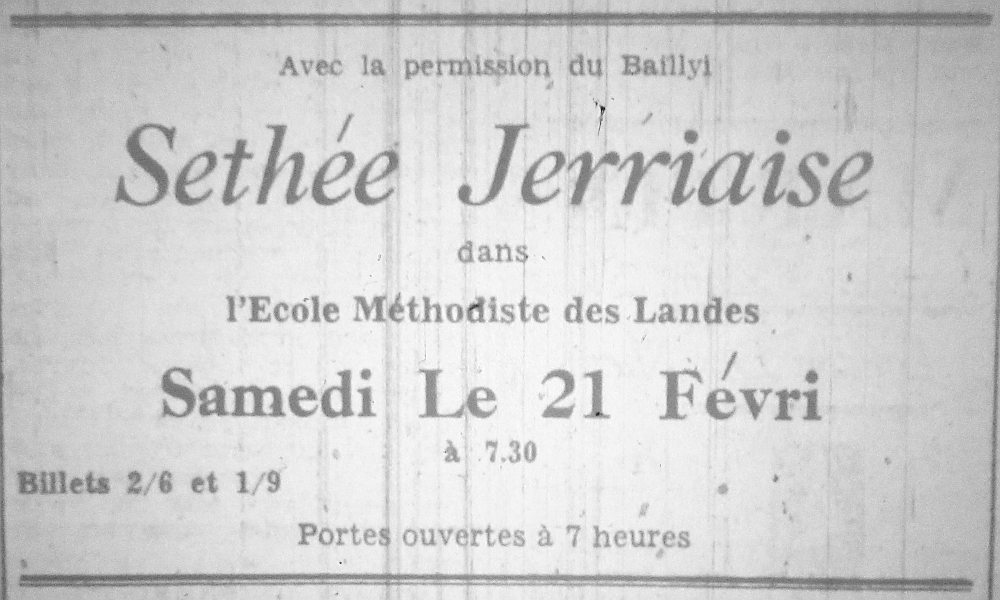 Avec la permission du Baillyi
Sethée Jèrriaise
dans
l'Ecole Méthodiste des Landes
Samedi Le 21 Févri
à 7.30
Billets 2/6 et 1/9
Portes ouvertes à 7 heures